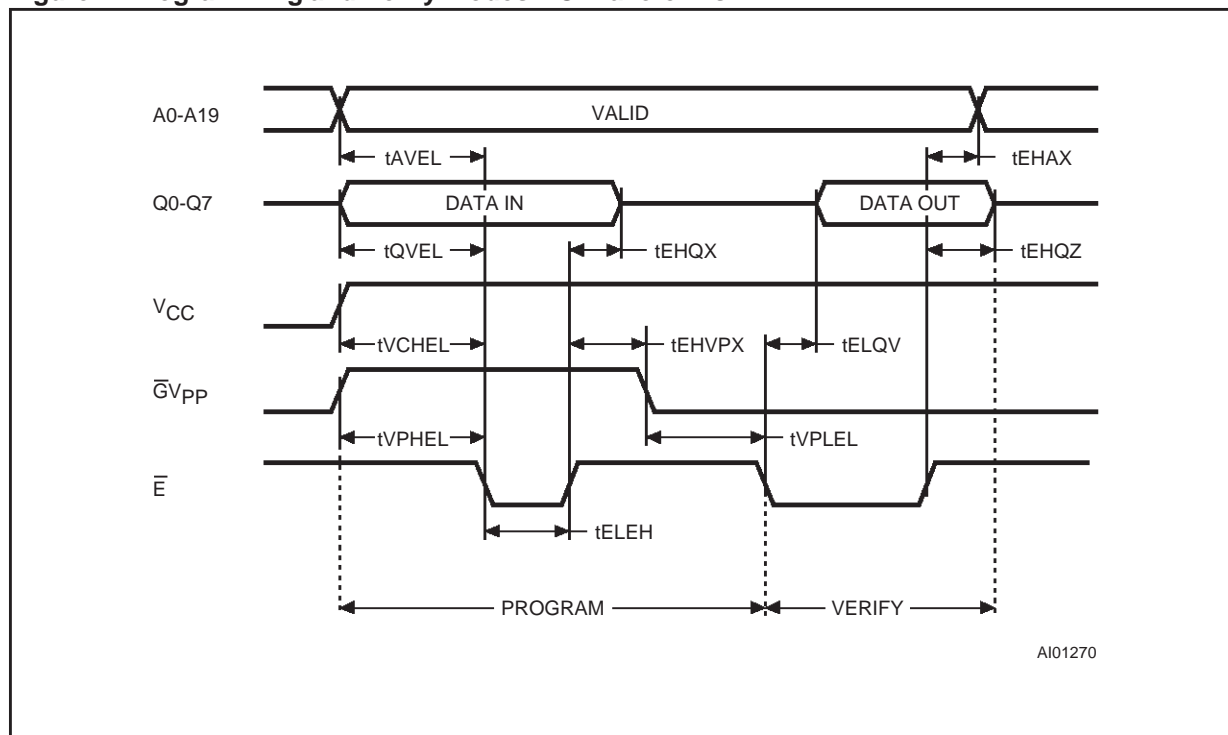 A0-A19
VALID
tAVEL
tEHAX
Q0-Q7
DATA IN
DATA OUT
tQVEL
tEHQX
tEHQZ
VCC
tVCHEL
tEHVPX
tELQV
G̅VPP
tVPHEL
tVPLEL
E̅
tELEH
PROGRAM
VERIFY
AI01270